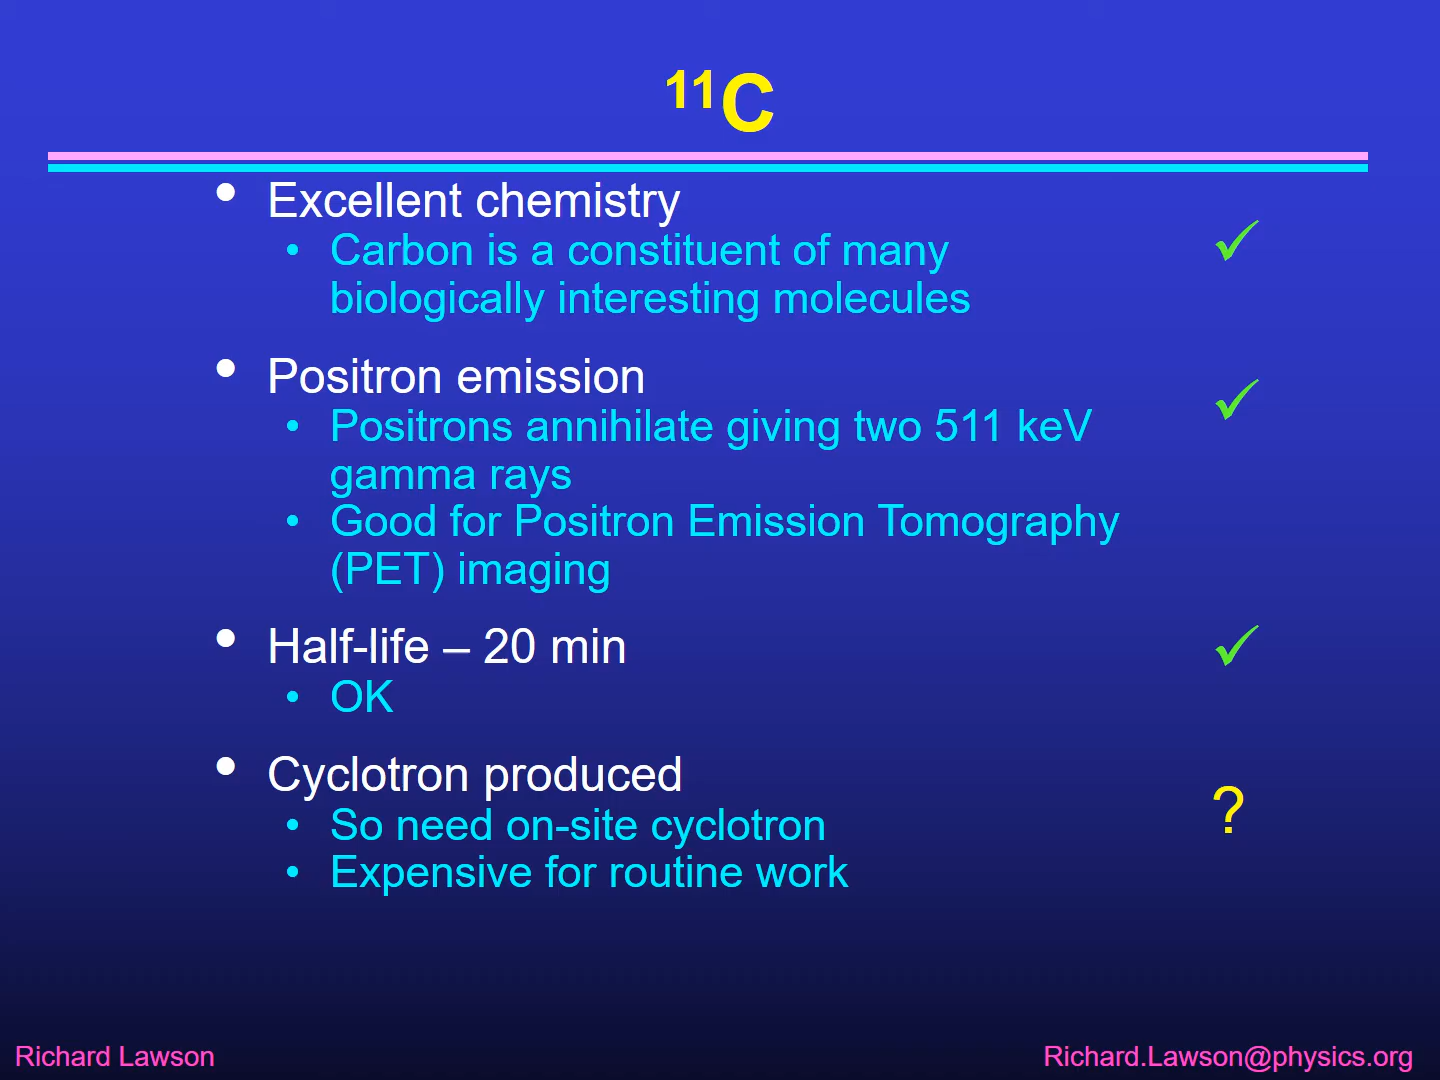 ¹¹C
• Excellent chemistry
• Carbon is a constituent of many
biologically interesting molecules
✓
• Positron emission
✓
• Positrons annihilate giving two 511 keV
gamma rays
• Good for Positron Emission Tomography
(PET) imaging
• Half-life – 20 min
✓
• OK
• Cyclotron produced
• So need on-site cyclotron
?
• Expensive for routine work
Richard Lawson
Richard.Lawson@physics.org